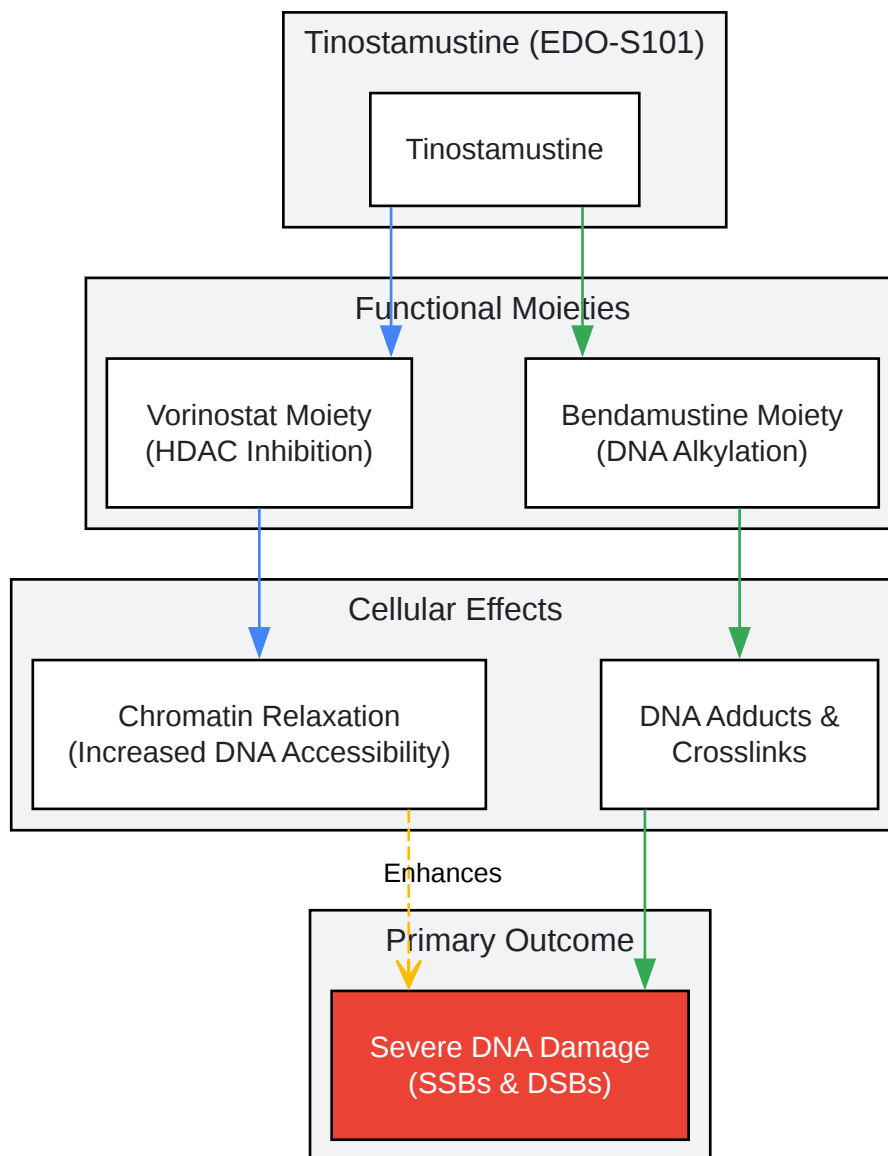 Tinostamustine (EDO-S101)
Tinostamustine
Functional Moieties
Vorinostat Moiety
(HDAC Inhibition)
Bendamustine Moiety
(DNA Alkylation)
Cellular Effects
Chromatin Relaxation
(Increased DNA Accessibility)
DNA Adducts &
Crosslinks
Enhances
Primary Outcome
Severe DNA Damage
(SSBs & DSBs)